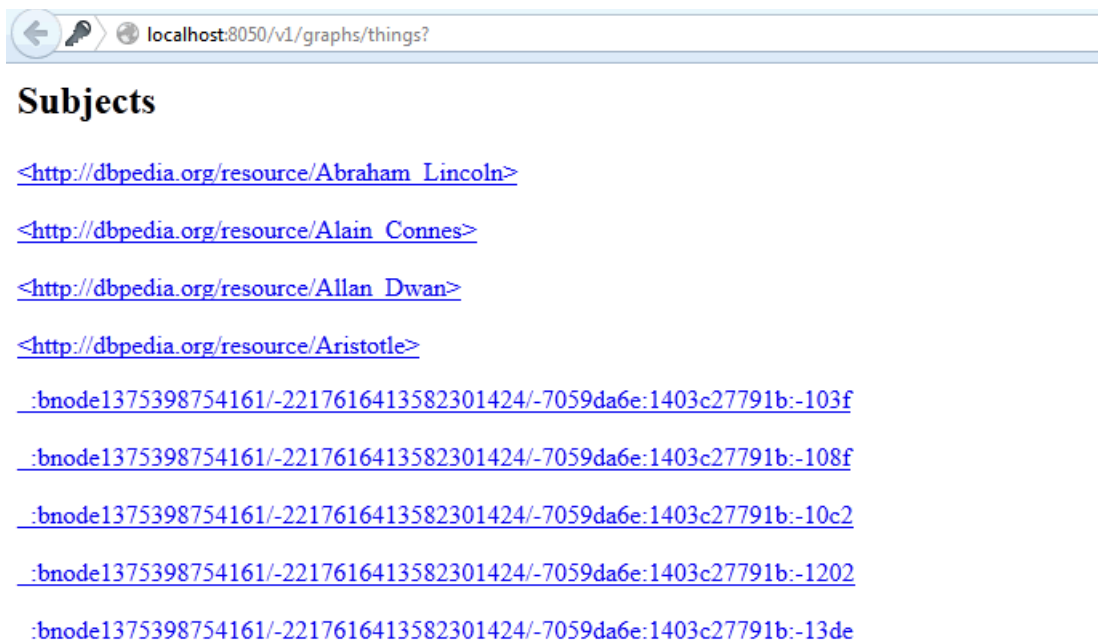 localhost:8050/v1/graphs/things?
Subjects
<http://dbpedia.org/resource/Abraham_Lincoln>
<http://dbpedia.org/resource/Alain_Connes>
<http://dbpedia.org/resource/Allan_Dwan>
<http://dbpedia.org/resource/Aristotle>
_:bnode1375398754161/-2217616413582301424/-7059da6e:1403c27791b:-103f
_:bnode1375398754161/-2217616413582301424/-7059da6e:1403c27791b:-108f
_:bnode1375398754161/-2217616413582301424/-7059da6e:1403c27791b:-10c2
_:bnode1375398754161/-2217616413582301424/-7059da6e:1403c27791b:-1202
_:bnode1375398754161/-2217616413582301424/-7059da6e:1403c27791b:-13de